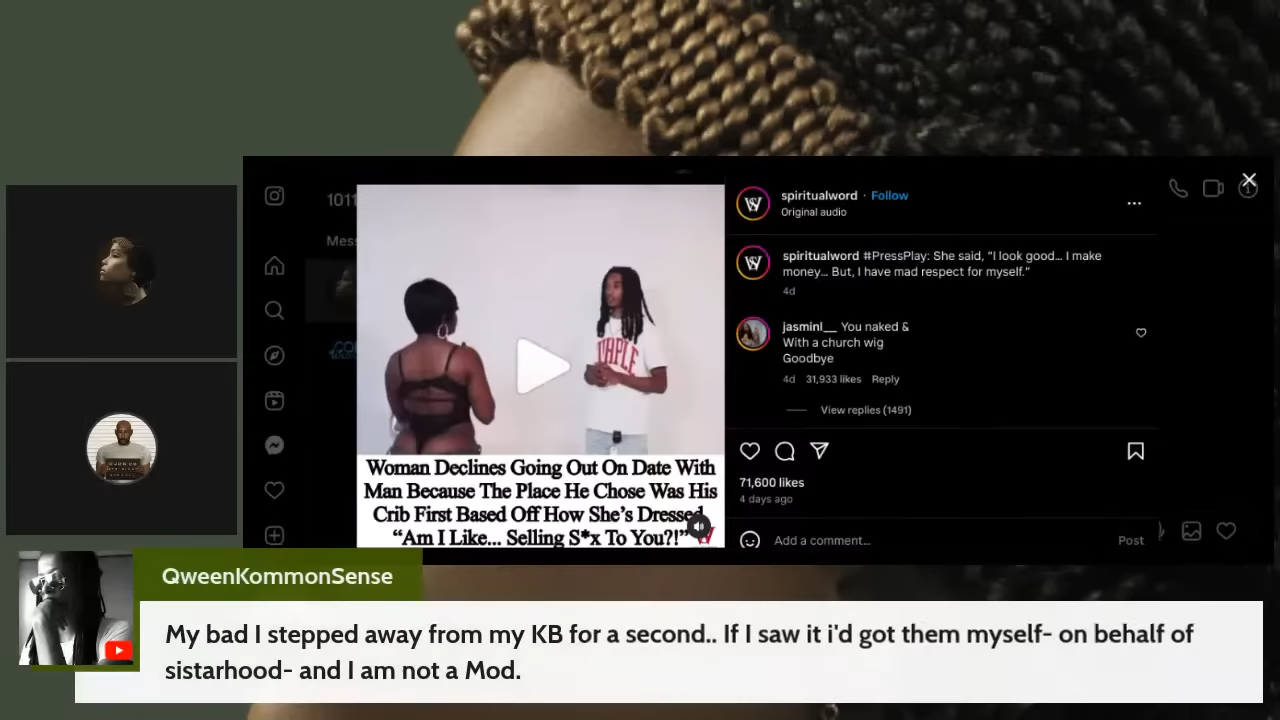 1011
Mess
spiritualword · Follow
Original audio
spiritualword #PressPlay: She said, “I look good... I make
money... But, I have mad respect for myself.”
4d
jasminl__ You naked &
With a church wig
Goodbye
4d 31,933 likes Reply
View replies (1491)
71,600 likes
4 days ago
Add a comment...
Post
Woman Declines Going Out On Date With
Man Because The Place He Chose Was His
Crib First Based Off How She’s Dressed
“Am I Like... Selling S*x To You?!”
QweenKommonSense
My bad I stepped away from my KB for a second.. If I saw it i'd got them myself- on behalf of
sistarhood- and I am not a Mod.